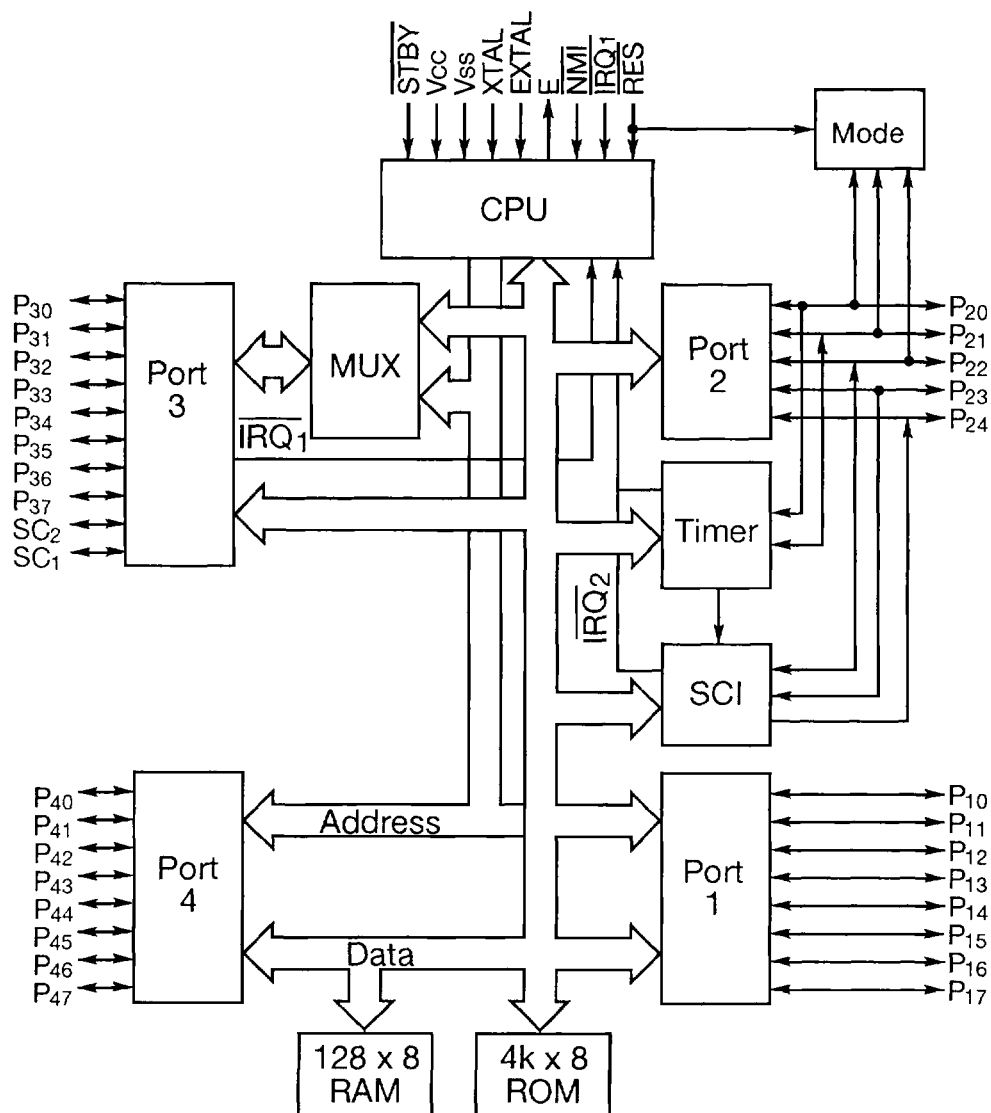 STBY
Vcc
Vss
XTAL
EXTAL
E
NMI
IRQ1
RES
Mode
CPU
P30
P31
P32
P33
P34
P35
P36
P37
SC2
SC1
Port
3
MUX
IRQ1
Port
2
P20
P21
P22
P23
P24
Timer
IRQ2
SCI
P40
P41
P42
P43
P44
P45
P46
P47
Port
4
Address
Data
Port
1
P10
P11
P12
P13
P14
P15
P16
P17
128 x 8
RAM
4k x 8
ROM